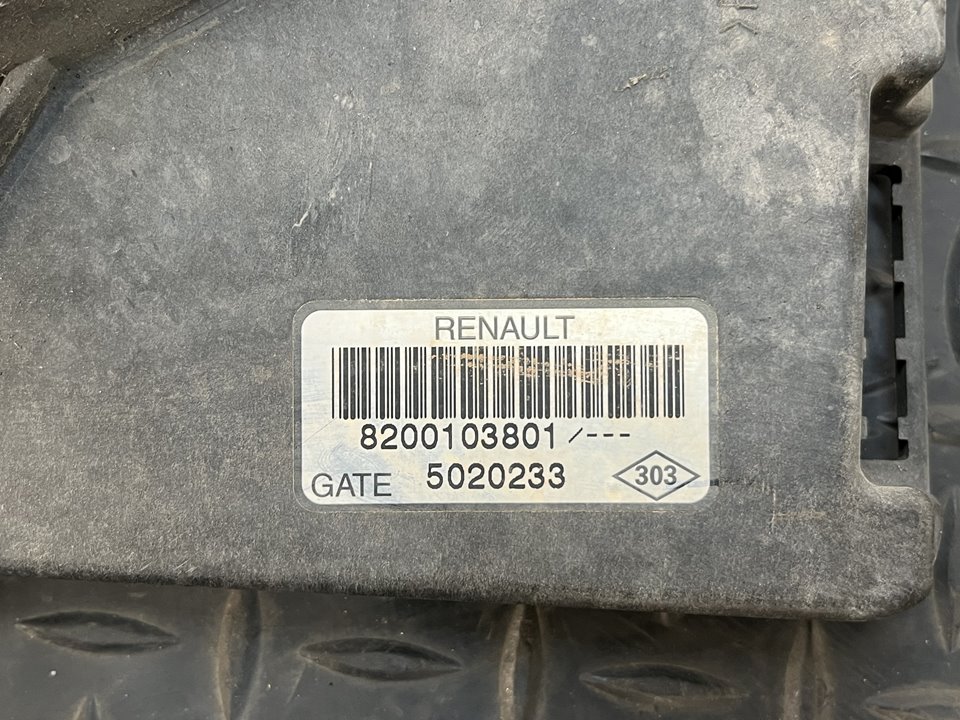 RENAULT
8200103801/---
GATE 5020233 303